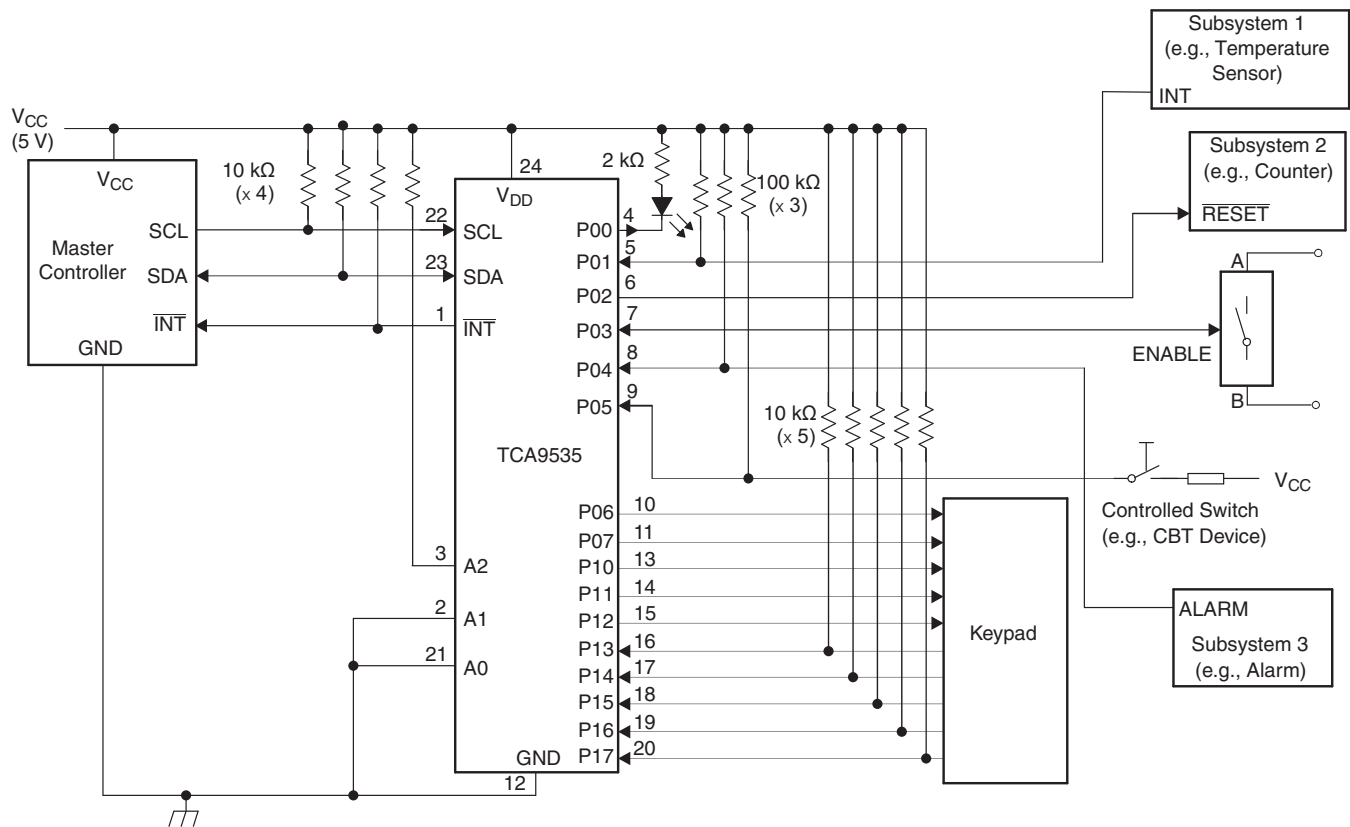 Subsystem 1
(e.g., Temperature
Sensor)
INT
VCC
(5 V)
VCC
Master
Controller
SCL
SDA
INT
GND
10 kΩ
(x 4)
22
23
1
3
2
21
24
VDD
SCL
SDA
INT
A2
A1
A0
TCA9535
GND
12
P00
P01
P02
P03
P04
P05
P06
P07
P10
P11
P12
P13
P14
P15
P16
P17
4
5
6
7
8
9
10
11
13
14
15
16
17
18
19
20
2 kΩ
100 kΩ
(x 3)
10 kΩ
(x 5)
Subsystem 2
(e.g., Counter)
RESET
A
ENABLE
B
VCC
Controlled Switch
(e.g., CBT Device)
Keypad
ALARM
Subsystem 3
(e.g., Alarm)